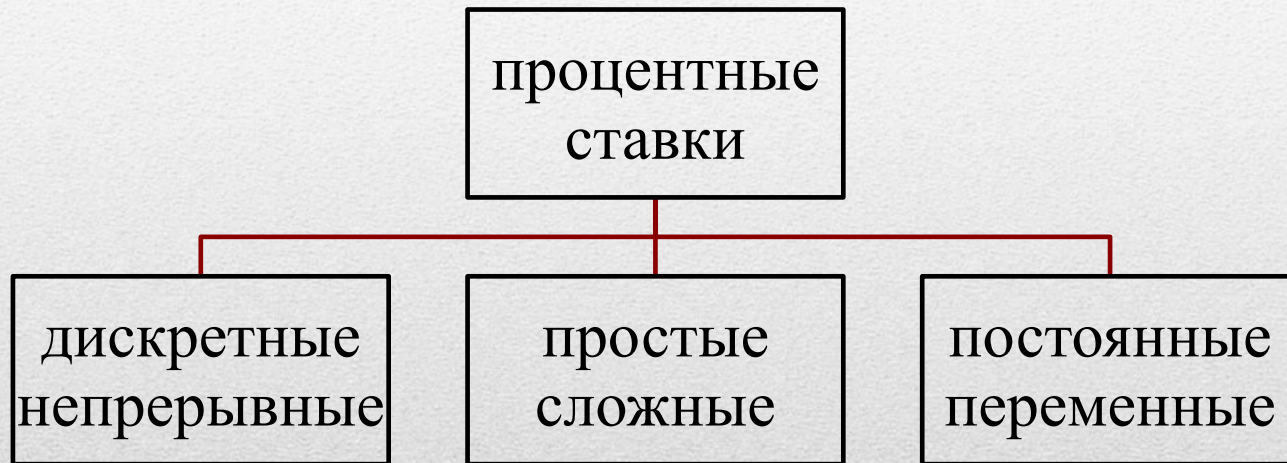 процентные
ставки
дискретные
непрерывные
простые
сложные
постоянные
переменные